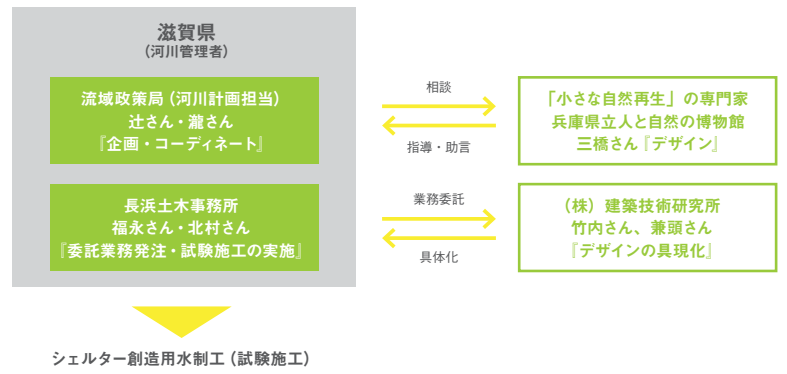 滋賀県
(河川管理者)
流域政策局(河川計画担当)
辻さん・瀧さん
『企画・コーディネート』
相談
指導・助言
「小さな自然再生」の専門家
兵庫県立人と自然の博物館
三橋さん『デザイン』
長浜土木事務所
福永さん・北村さん
『委託業務発注・試験施工の実施』
業務委託
具体化
(株)建築技術研究所
竹内さん、兼頭さん
『デザインの具現化』
シェルター創造用水制工(試験施工)